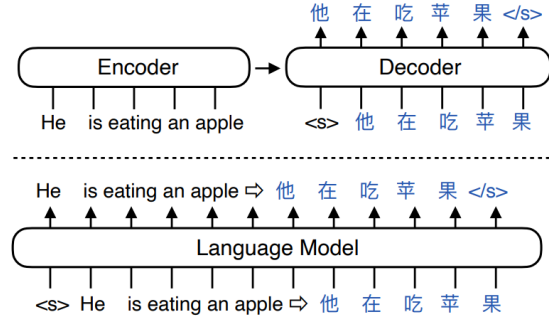 他 在 吃 苹 果 </s>
Encoder
Decoder
He is eating an apple
<s> 他 在 吃 苹 果
He is eating an apple ⇨ 他 在 吃 苹 果 </s>
Language Model
<s> He is eating an apple ⇨ 他 在 吃 苹 果